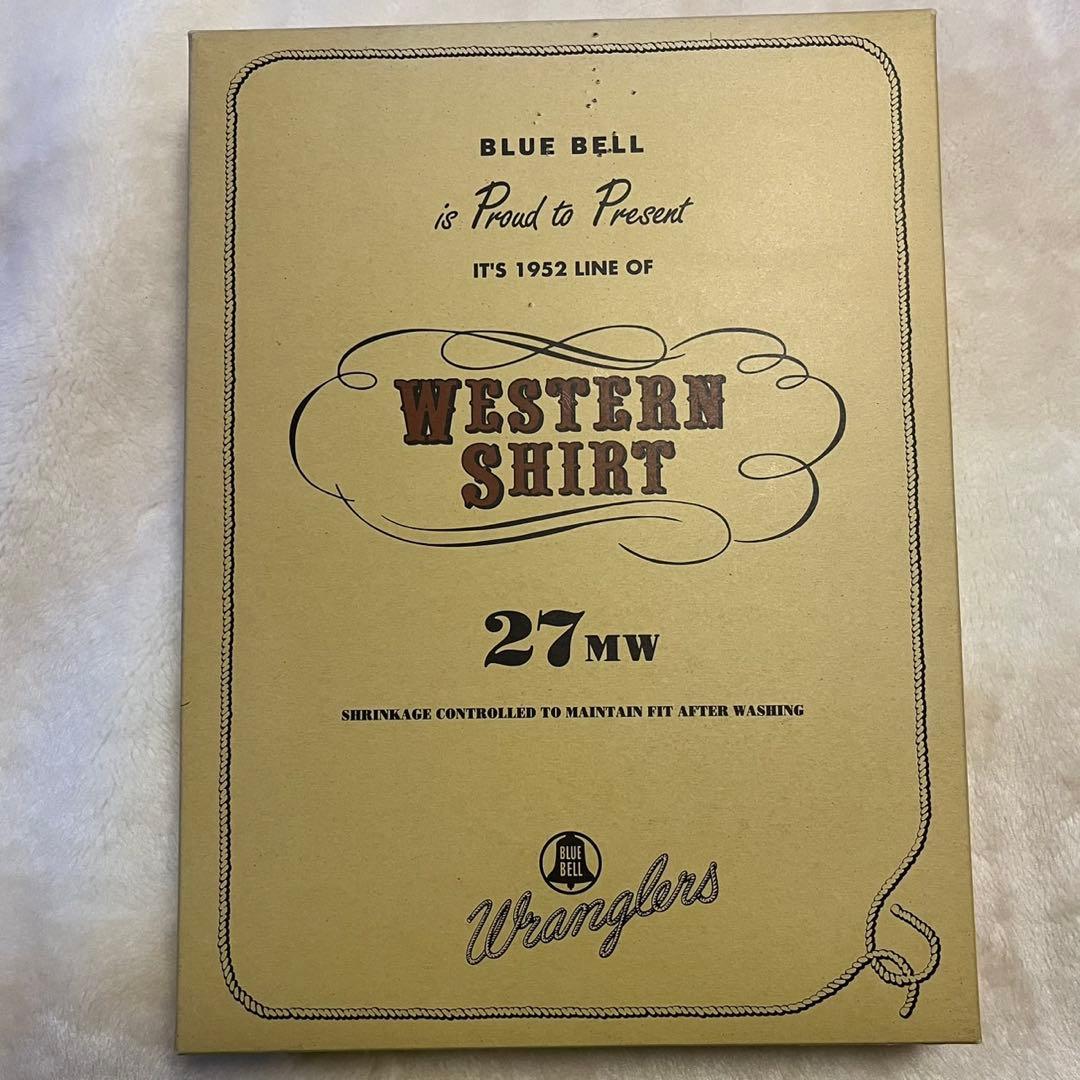 BLUE BELL
is Proud to Present
IT'S 1952 LINE OF
WESTERN
SHIRT
27MW
SHRINKAGE CONTROLLED TO MAINTAIN FIT AFTER WASHING
BLUE
BELL
Wranglers